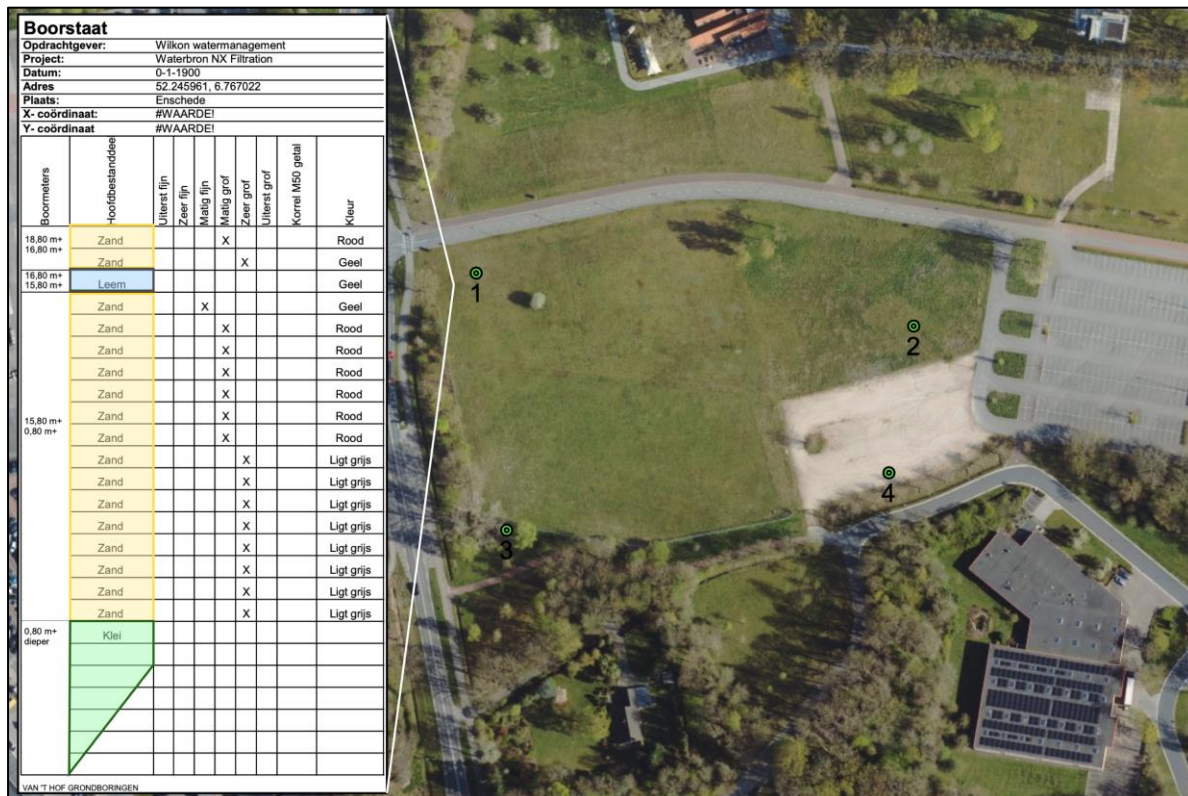 Boorstaat
Opdrachtgever: Wilkon watermanagement
Project: Waterbron NX Filtration
Datum: 0-1-1900
Adres 52.245961, 6.767022
Plaats: Enschede
X- coördinaat: #WAARDE!
Y- coördinaat #WAARDE!
Boormeters Hoofdbestanddee Uiterst fijn Zeer fijn Matig fijn Matig grof Zeer grof Uiterst grof Korrel M50 getal Kleur
18,80 m+ Zand X Rood
16,80 m+
Zand X Geel
16,80 m+
15,80 m+ Leem Geel
Zand X Geel
Zand X Rood
Zand X Rood
Zand X Rood
Zand X Rood
Zand X Rood
15,80 m+
0,80 m+ Zand X Rood
Zand X Ligt grijs
Zand X Ligt grijs
Zand X Ligt grijs
Zand X Ligt grijs
Zand X Ligt grijs
Zand X Ligt grijs
Zand X Ligt grijs
Zand X Ligt grijs
0,80 m+ Klei
dieper
VAN 'T HOF GRONDBORINGEN
1
2
3
4